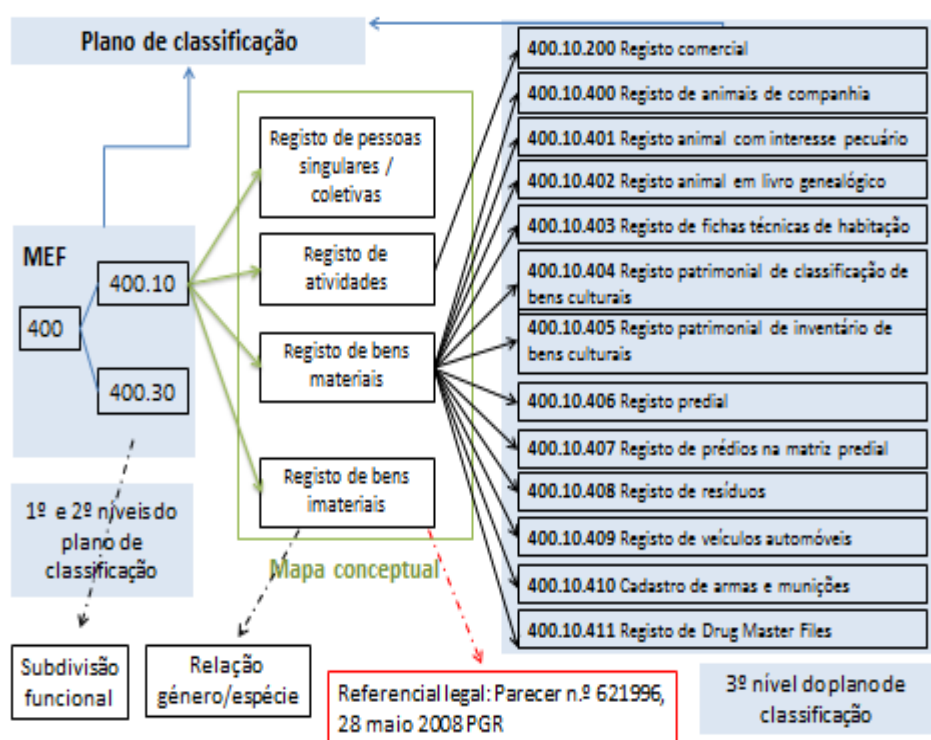 Plano de classificação
400.10.200 Registo comercial
400.10.400 Registo de animais de companhia
400.10.401 Registo animal com interesse pecuário
400.10.402 Registo animal em livro genealógico
400.10.403 Registo de fichas técnicas de habitação
400.10.404 Registo patrimonial de classificação de
bens culturais
400.10.405 Registo patrimonial de inventário de
bens culturais
400.10.406 Registo predial
400.10.407 Registo de prédios na matriz predial
400.10.408 Registo de resíduos
400.10.409 Registo de veículos automóveis
400.10.410 Cadastro de armas e munições
400.10.411 Registo de Drug Master Files
Registo de pessoas
singulares /
coletivas
Registo de
atividades
Registo de bens
materiais
Registo de bens
imateriais
Mapa conceptual
MEF
400.10
400
400.30
1º e 2º níveis do
plano de
classificação
Subdivisão
funcional
Relação
género/espécie
Referencial legal: Parecer n.º 621996,
28 maio 2008 PGR
3º nível do plano de
classificação